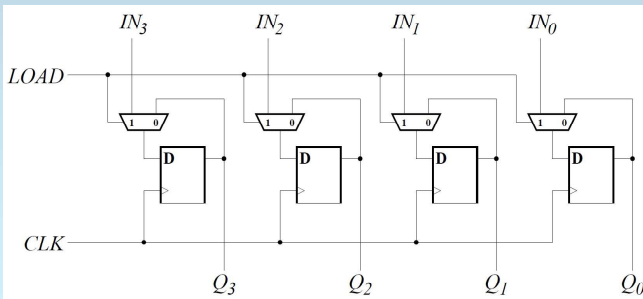 IN3 IN2 IN1 IN0
LOAD
1 0 1 0 1 0 1 0
D D D D
CLK
Q3 Q2 Q1 Q0